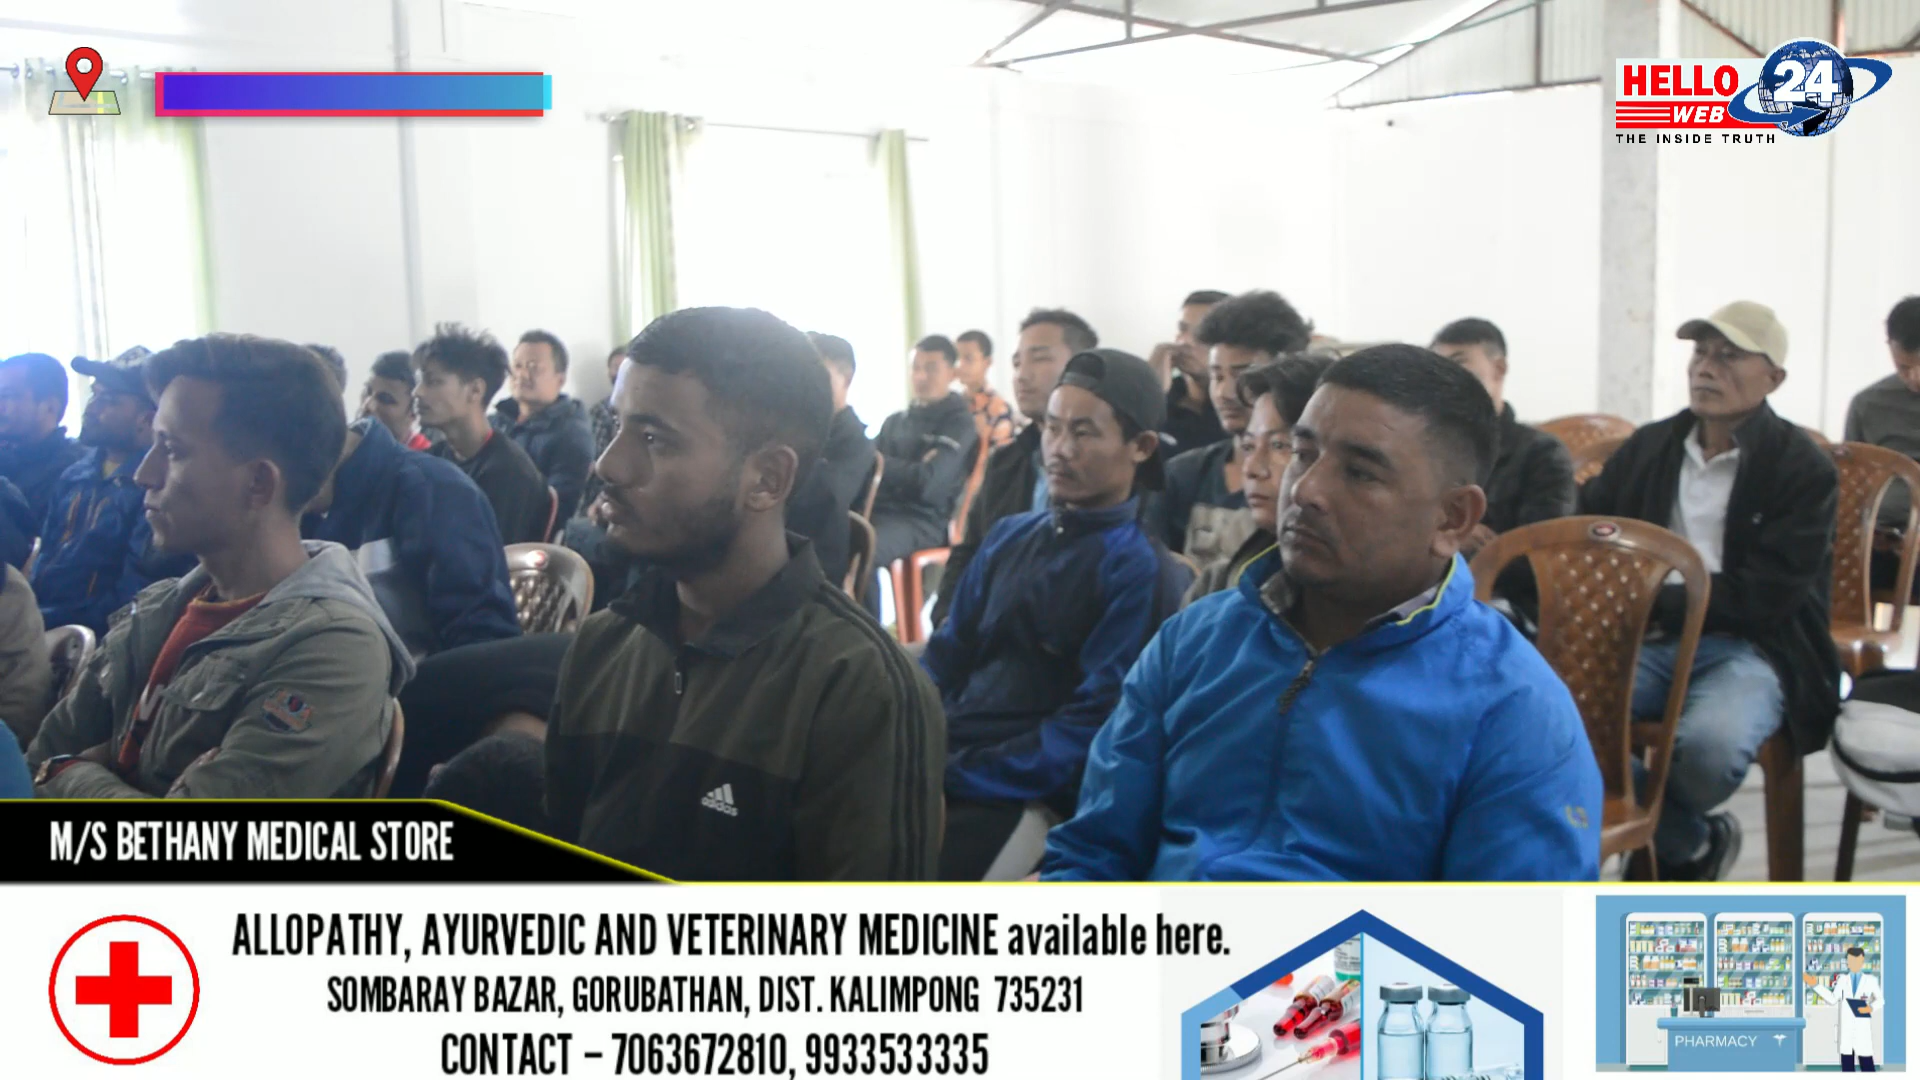 HELLO
24
WEB
THE INSIDE TRUTH
adidas
M/S BETHANY MEDICAL STORE
ALLOPATHY, AYURVEDIC AND VETERINARY MEDICINE available here.
SOMBARAY BAZAR, GORUBATHAN, DIST. KALIMPONG 735231
CONTACT – 7063672810, 9933533335
PHARMACY